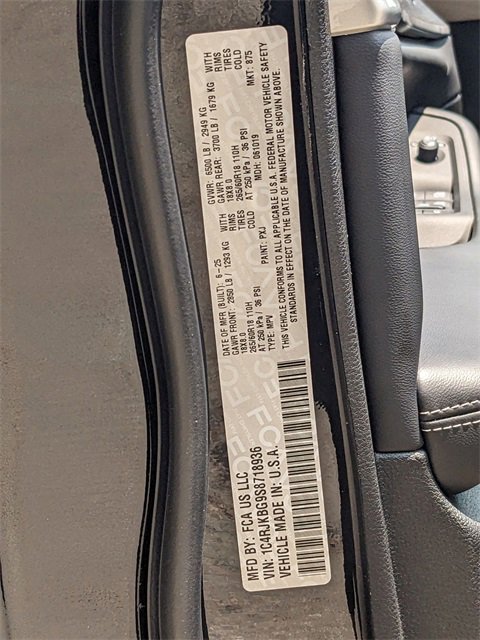 MFD BY: FCA US LLC
DATE OF MFR (BUILT): 6-25
GVWR: 6500 LB / 2949 KG
GAWR FRONT: 2850 LB / 1293 KG
WITH
GAWR REAR: 3700 LB / 1679 KG
WITH
18X8.0
RIMS
18X8.0
RIMS
265/60R18 110H
TIRES
265/60R18 110H
TIRES
AT 250 kPa / 36 PSI
COLD
AT 250 kPa / 36 PSI
COLD
VIN: 1C4RJKBG9S8718936
TYPE: MPV
PAINT: PXJ
MDH: 061019
MKT: 875
VEHICLE MADE IN: U.S.A.
THIS VEHICLE CONFORMS TO ALL APPLICABLE U.S.A. FEDERAL MOTOR VEHICLE SAFETY
STANDARDS IN EFFECT ON THE DATE OF MANUFACTURE SHOWN ABOVE.